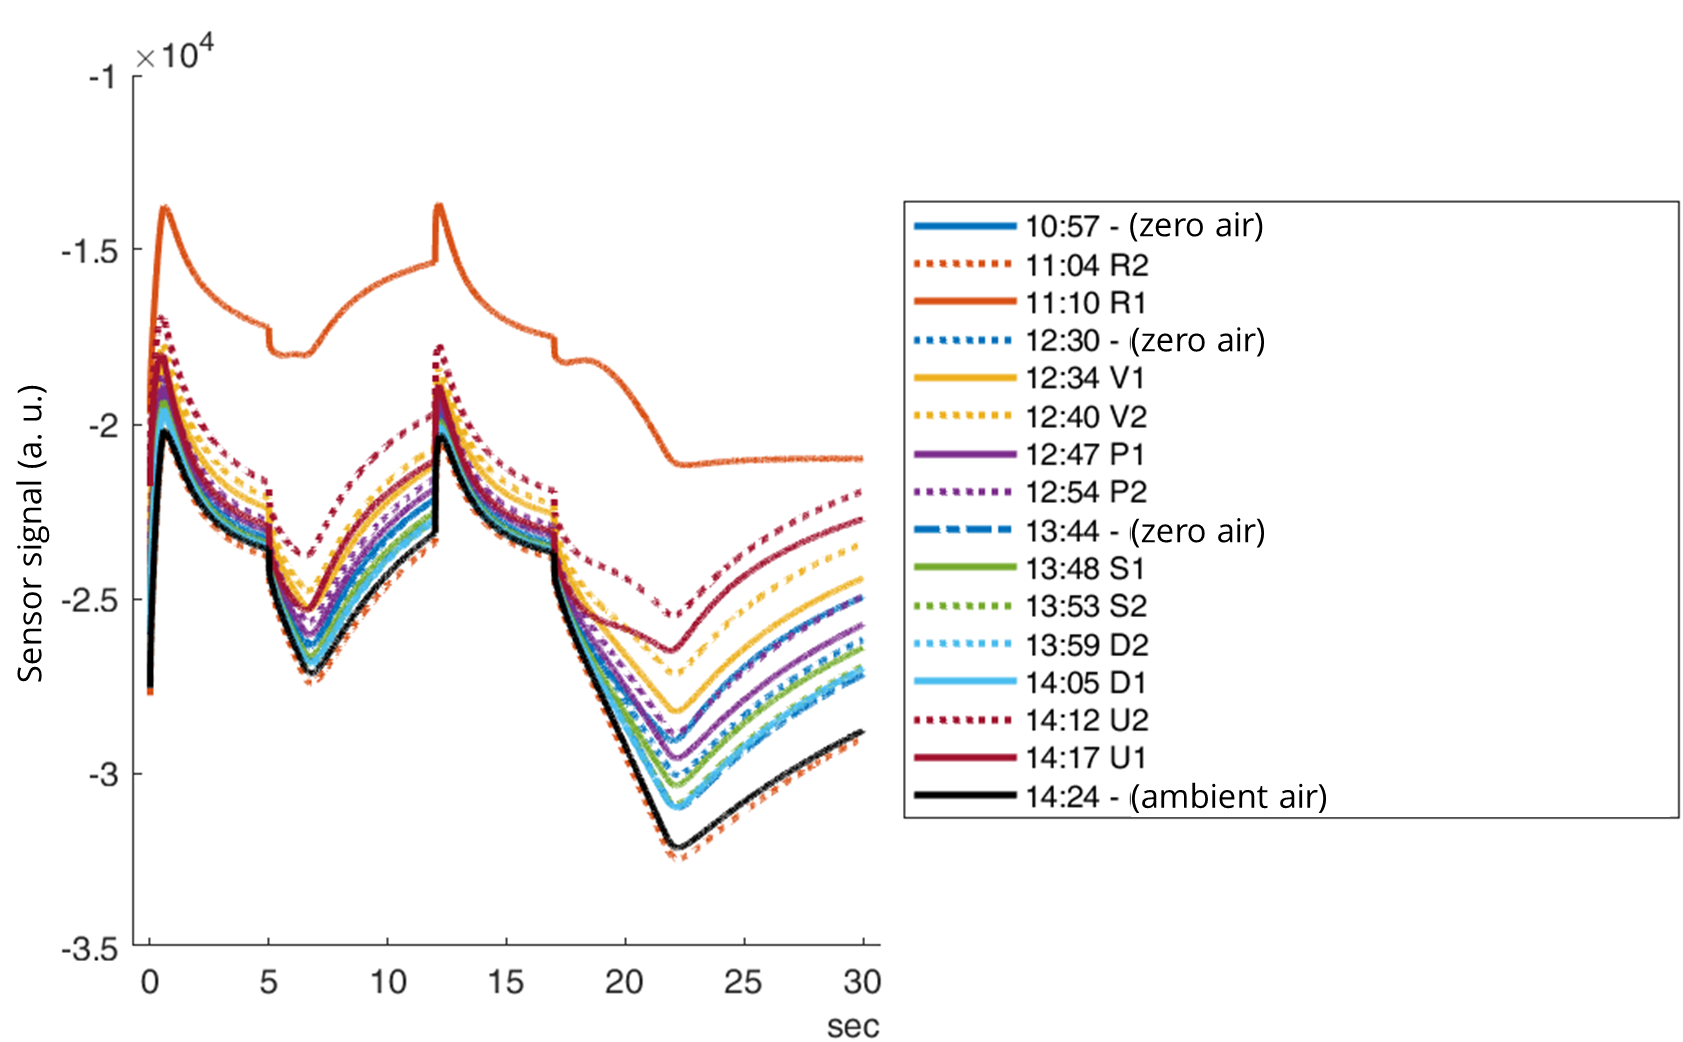 ×10⁴
-1
-1.5
-2
-2.5
-3
-3.5
Sensor signal (a. u.)
0 5 10 15 20 25 30
sec
10:57 - (zero air)
11:04 R2
11:10 R1
12:30 - (zero air)
12:34 V1
12:40 V2
12:47 P1
12:54 P2
13:44 - (zero air)
13:48 S1
13:53 S2
13:59 D2
14:05 D1
14:12 U2
14:17 U1
14:24 - (ambient air)